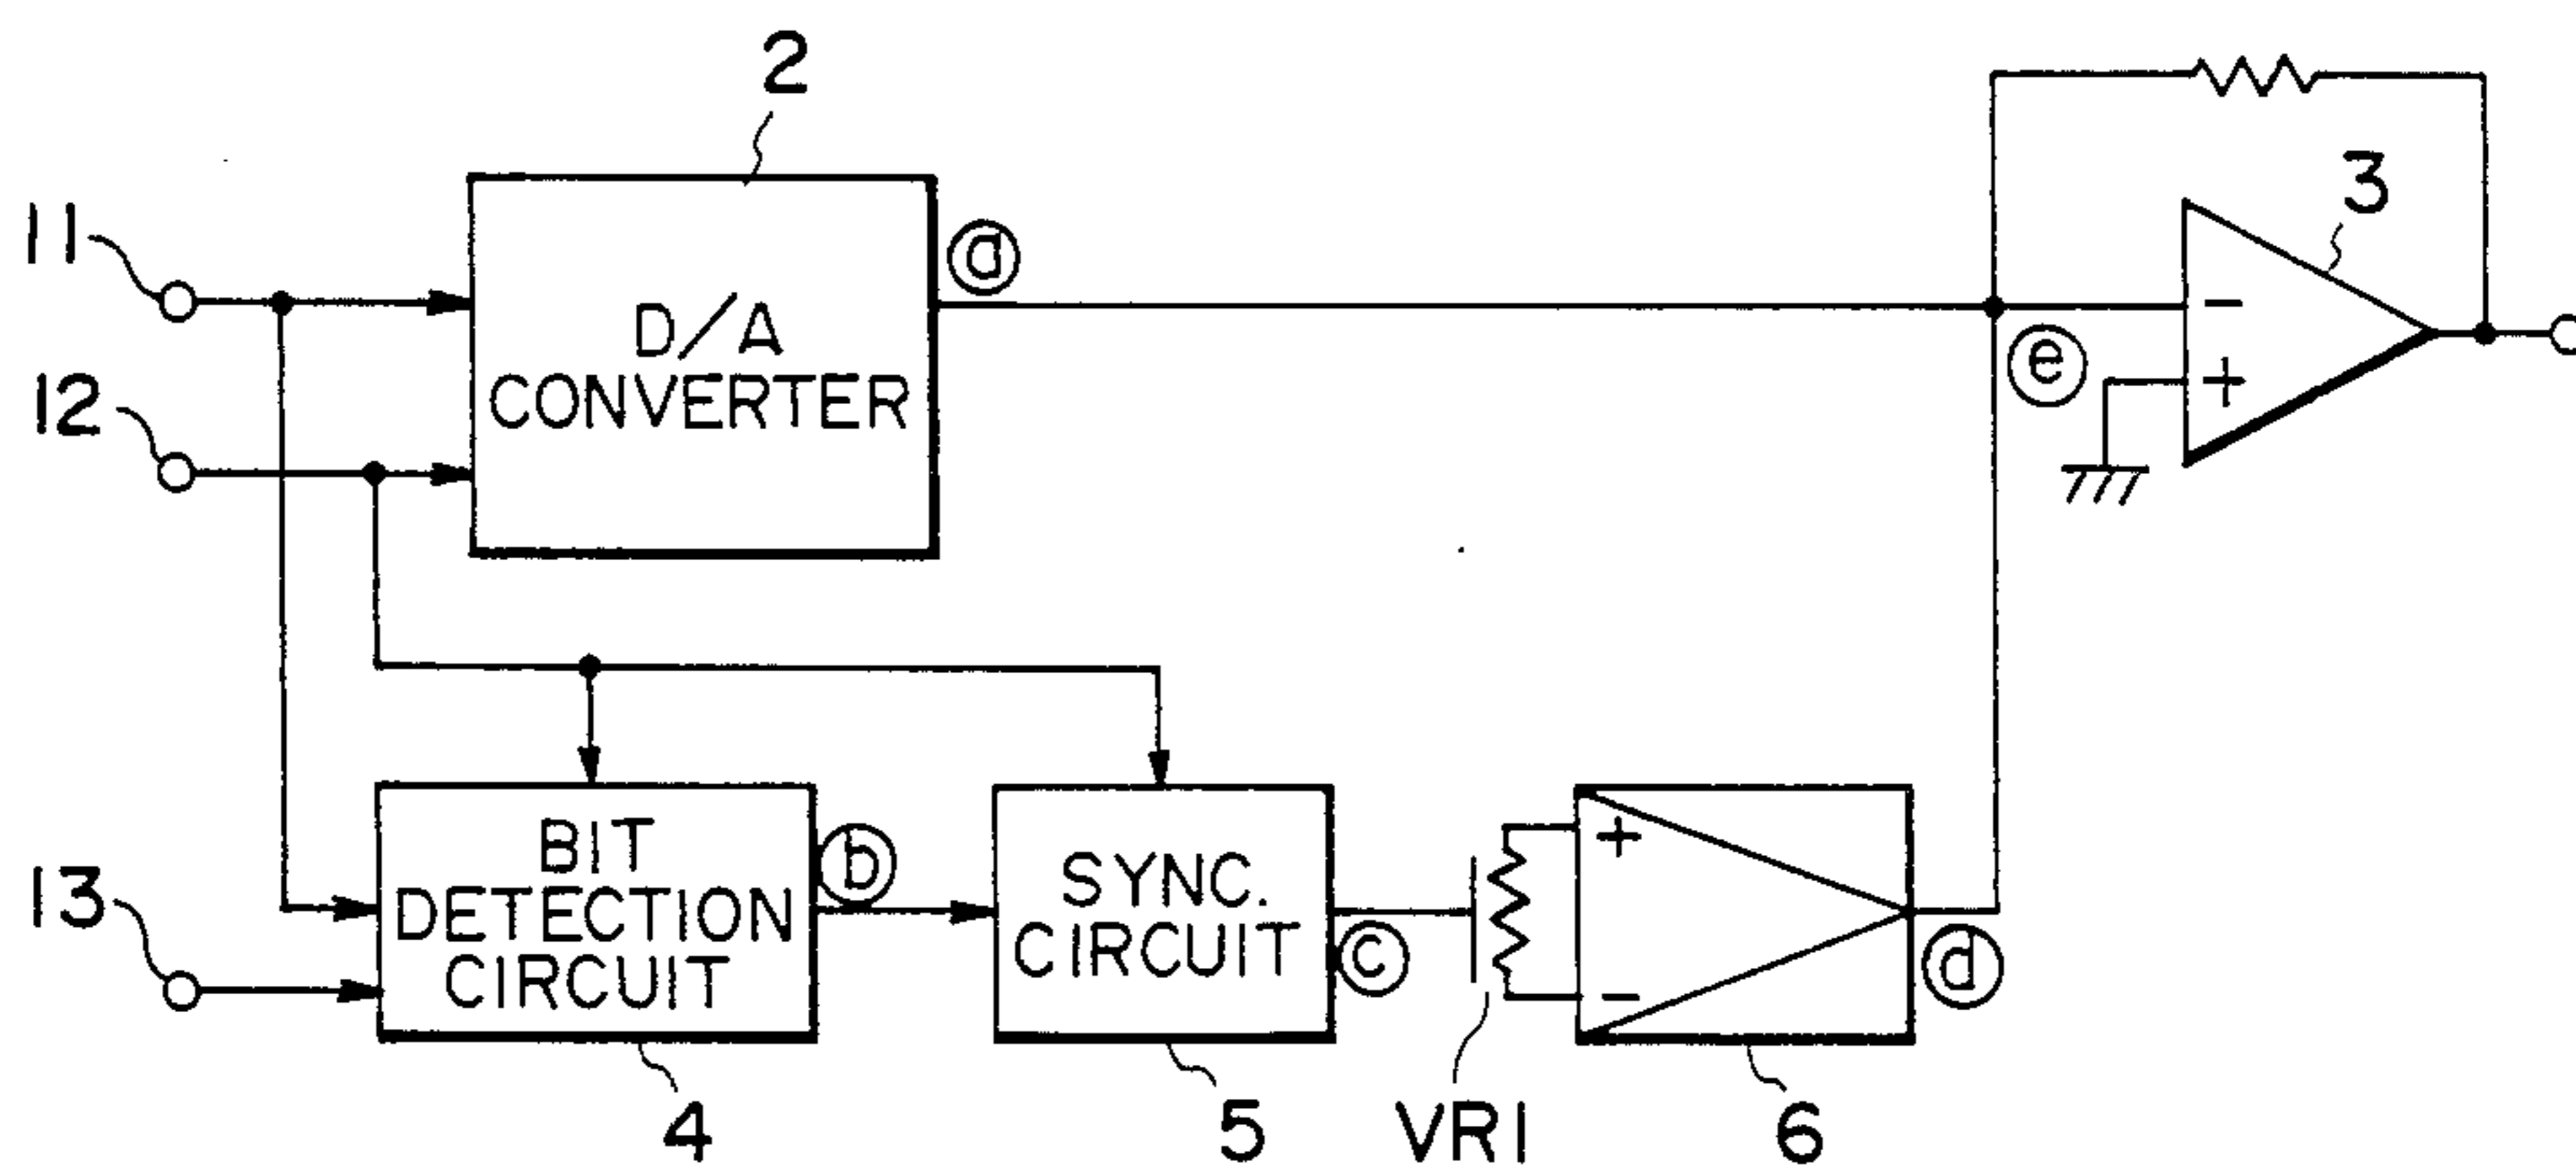 2
3
11
ⓐ
D/A
CONVERTER
−
ⓔ
+
12
BIT
DETECTION
CIRCUIT
ⓑ
SYNC.
CIRCUIT
ⓒ
+
−
ⓓ
13
4
5
VR1
6